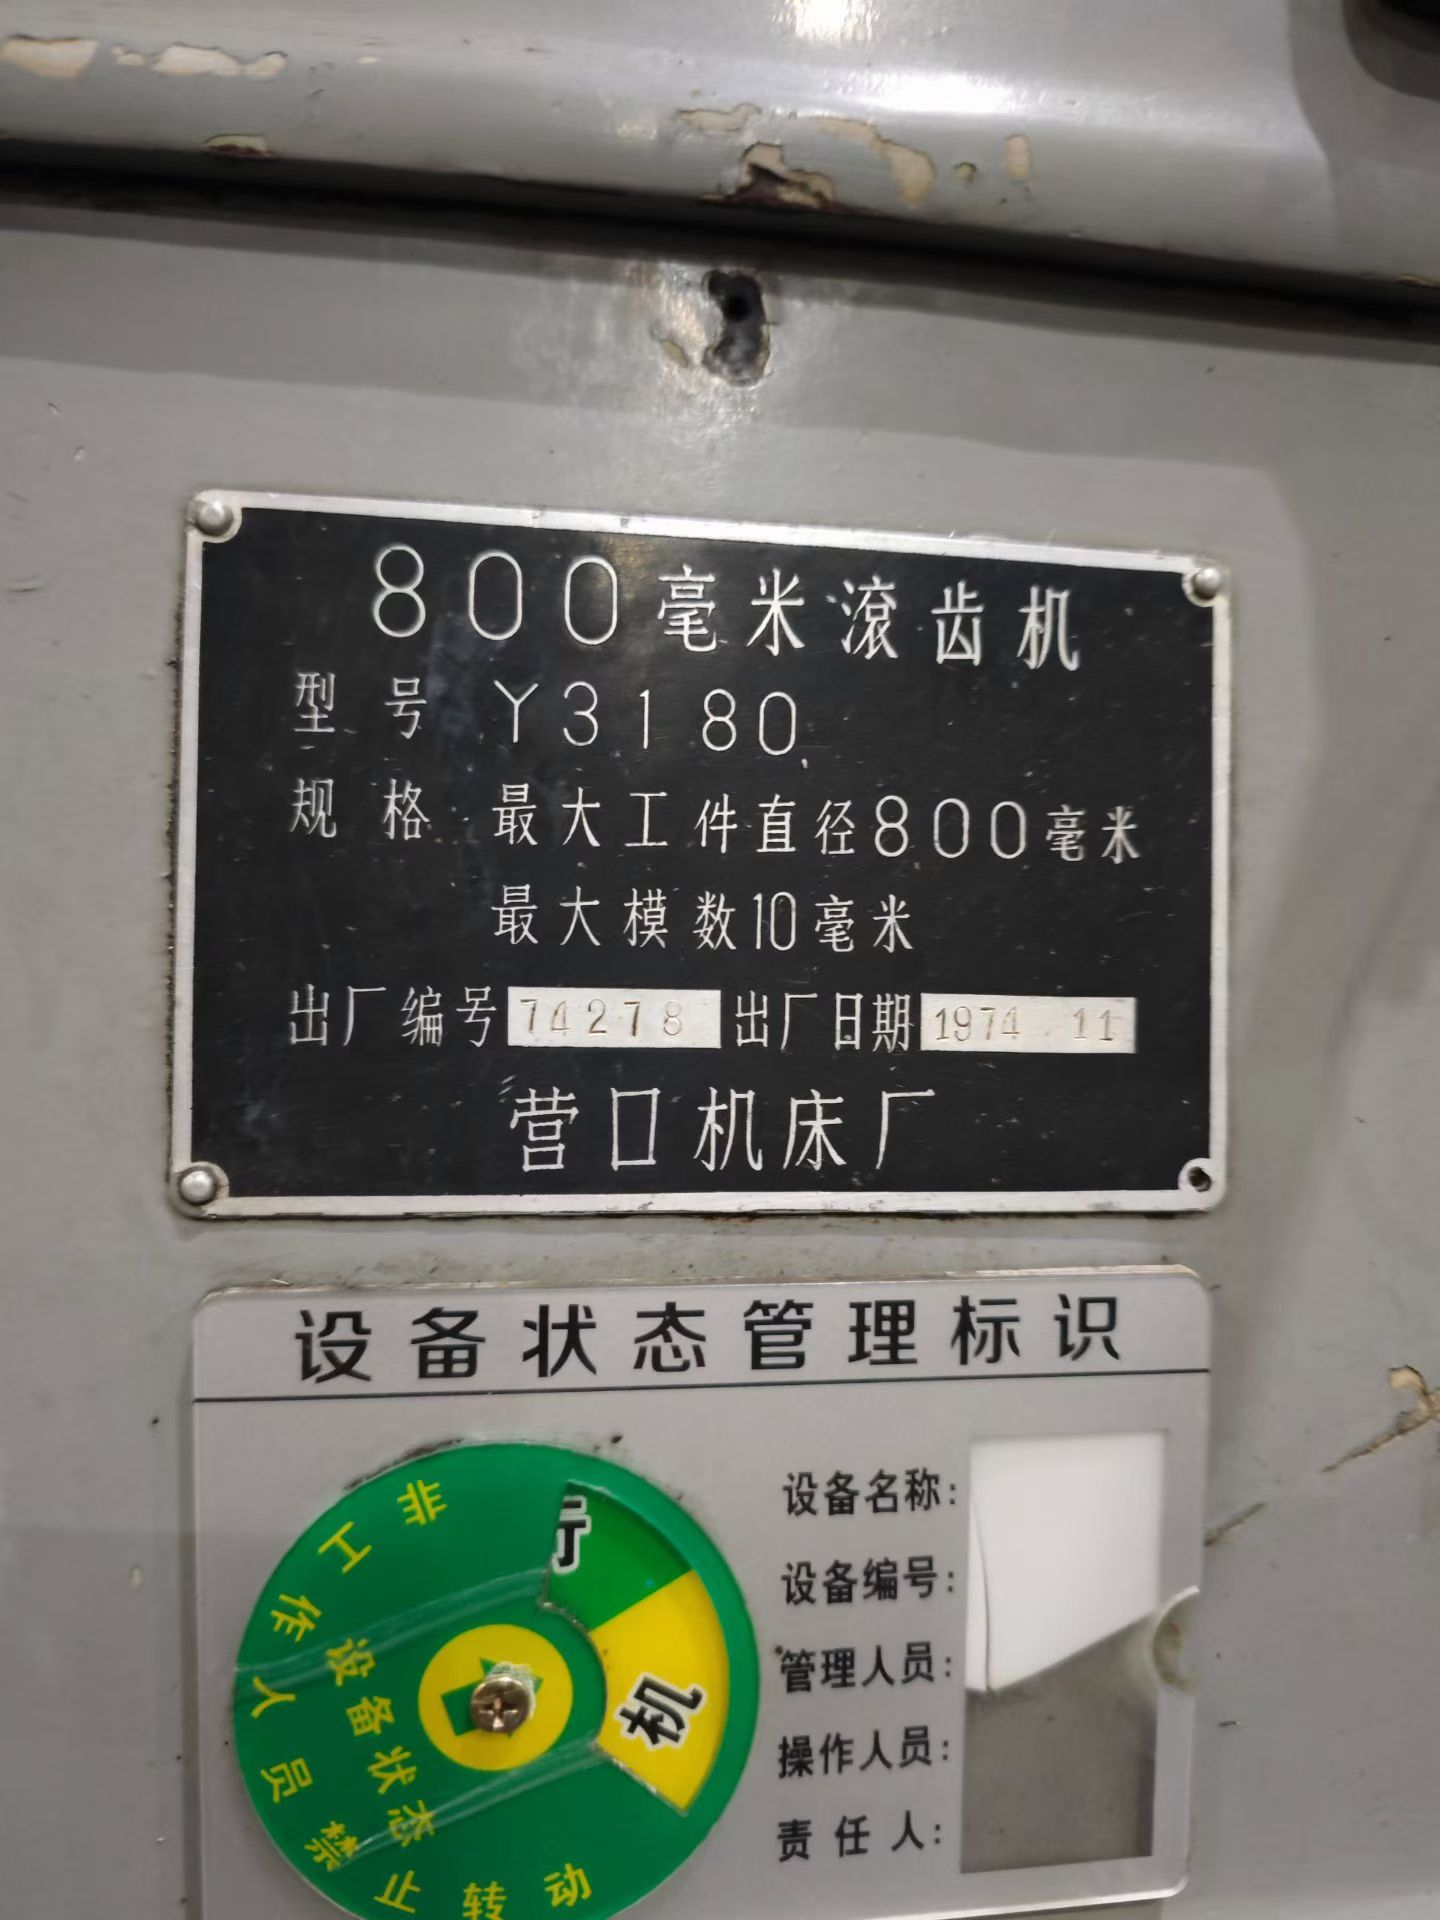 800毫米滚齿机
型号 Y3180
规格 最大工件直径800毫米
最大模数10毫米
出厂编号 74278 出厂日期 1974 11
营口机床厂
设备状态管理标识
非工作人员禁止转动
设备状态
行
机
设备名称:
设备编号:
管理人员:
操作人员:
责任人: